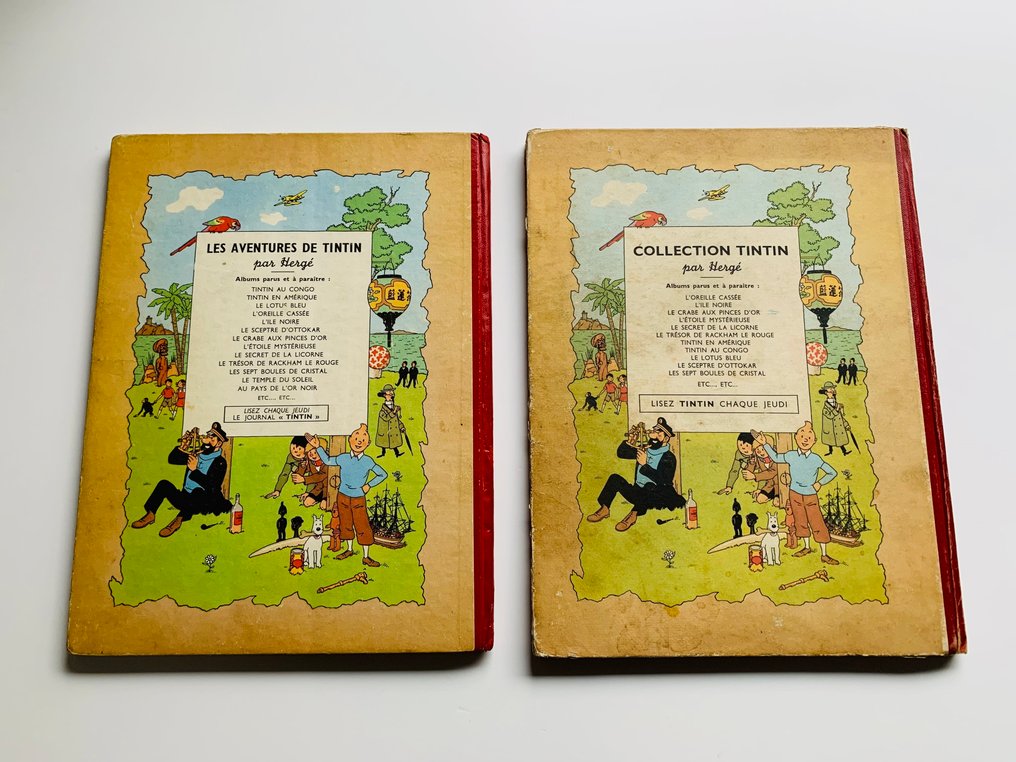 LES AVENTURES DE TINTIN
par Hergé
Albums parus et à paraître :
TINTIN AU CONGO
TINTIN EN AMÉRIQUE
LE LOTUS BLEU
L'OREILLE CASSÉE
L'ILE NOIRE
LE SCEPTRE D'OTTOKAR
LE CRABE AUX PINCES D'OR
L'ÉTOILE MYSTÉRIEUSE
LE SECRET DE LA LICORNE
LE TRÉSOR DE RACKHAM LE ROUGE
LES SEPT BOULES DE CRISTAL
LE TEMPLE DU SOLEIL
AU PAYS DE L'OR NOIR
ETC..., ETC...
LISEZ CHAQUE JEUDI
LE JOURNAL « TINTIN »
COLLECTION TINTIN
par Hergé
Albums parus et à paraître :
L'OREILLE CASSÉE
L'ILE NOIRE
LE CRABE AUX PINCES D'OR
L'ÉTOILE MYSTÉRIEUSE
LE SECRET DE LA LICORNE
LE TRÉSOR DE RACKHAM LE ROUGE
TINTIN EN AMÉRIQUE
TINTIN AU CONGO
LE LOTUS BLEU
LE SCEPTRE D'OTTOKAR
LES SEPT BOULES DE CRISTAL
ETC..., ETC...
LISEZ TINTIN CHAQUE JEUDI